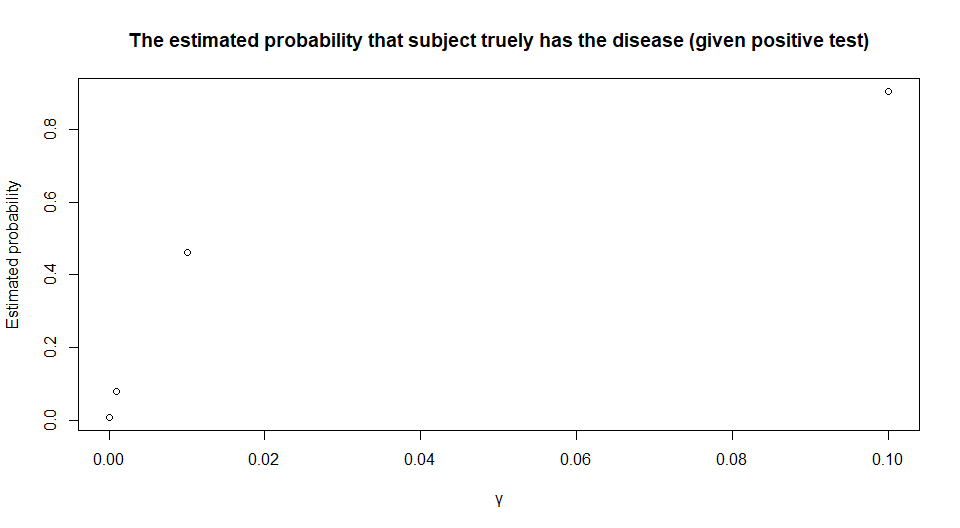 The estimated probability that subject truely has the disease (given positive test)
Estimated probability
0.8
0.6
0.4
0.2
0.0
0.00 0.02 0.04 0.06 0.08 0.10
γ